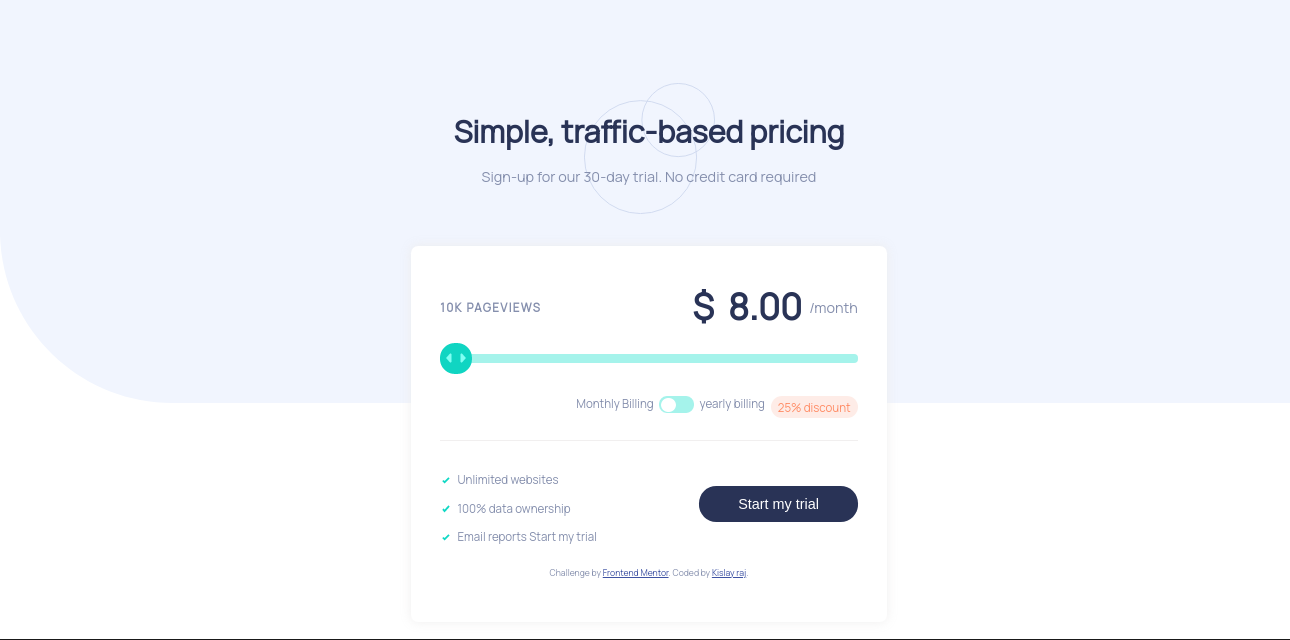 Simple, traffic-based pricing
Sign-up for our 30-day trial. No credit card required
10K PAGEVIEWS
$ 8.00 /month
Monthly Billing yearly billing 25% discount
Unlimited websites
100% data ownership
Email reports Start my trial
Start my trial
Challenge by Frontend Mentor. Coded by Kislay raj.